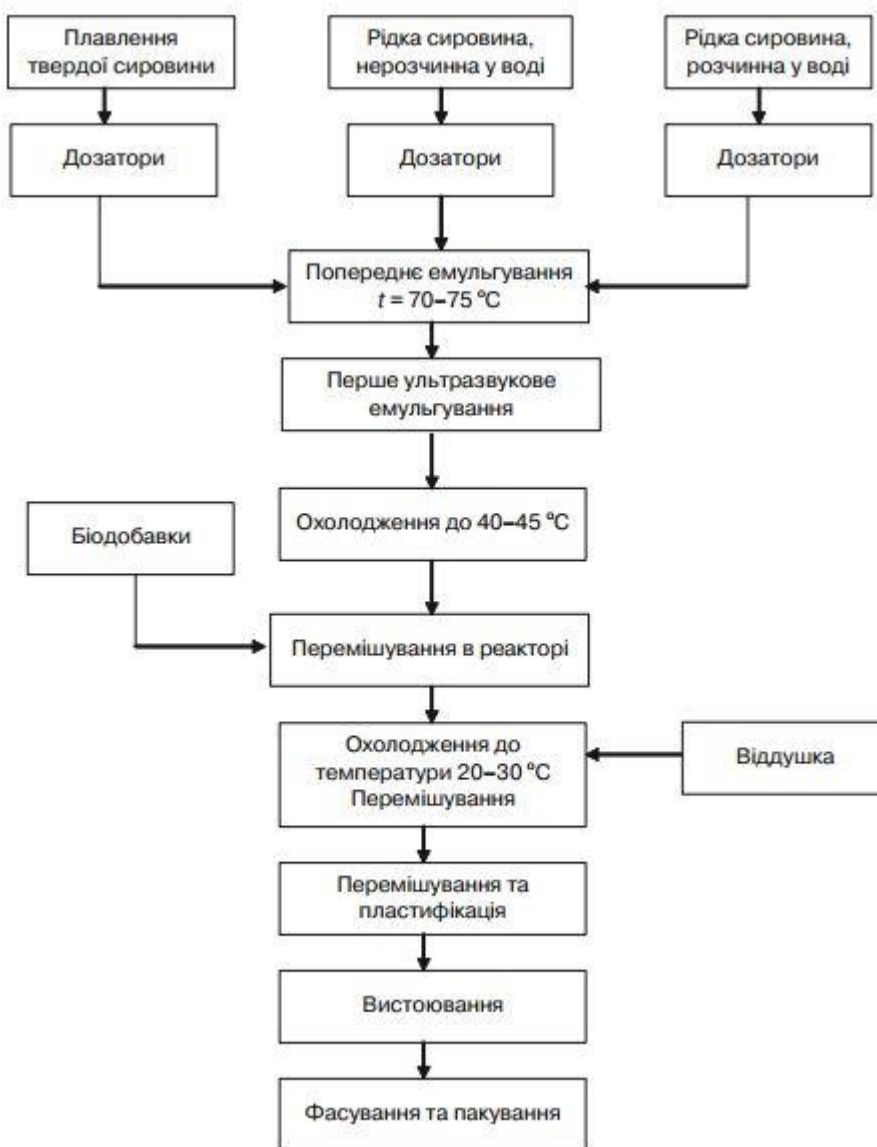 Плавлення
твердої сировини
Рідка сировина,
нерозчинна у воді
Рідка сировина,
розчинна у воді
Дозатори
Дозатори
Дозатори
Попереднє емульгування
t = 70–75 °С
Перше ультразвукове
емульгування
Охолодження до 40–45 °С
Біодобавки
Перемішування в реакторі
Охолодження до
температури 20–30 °С
Перемішування
Віддушка
Перемішування та
пластифікація
Вистоювання
Фасування та пакування